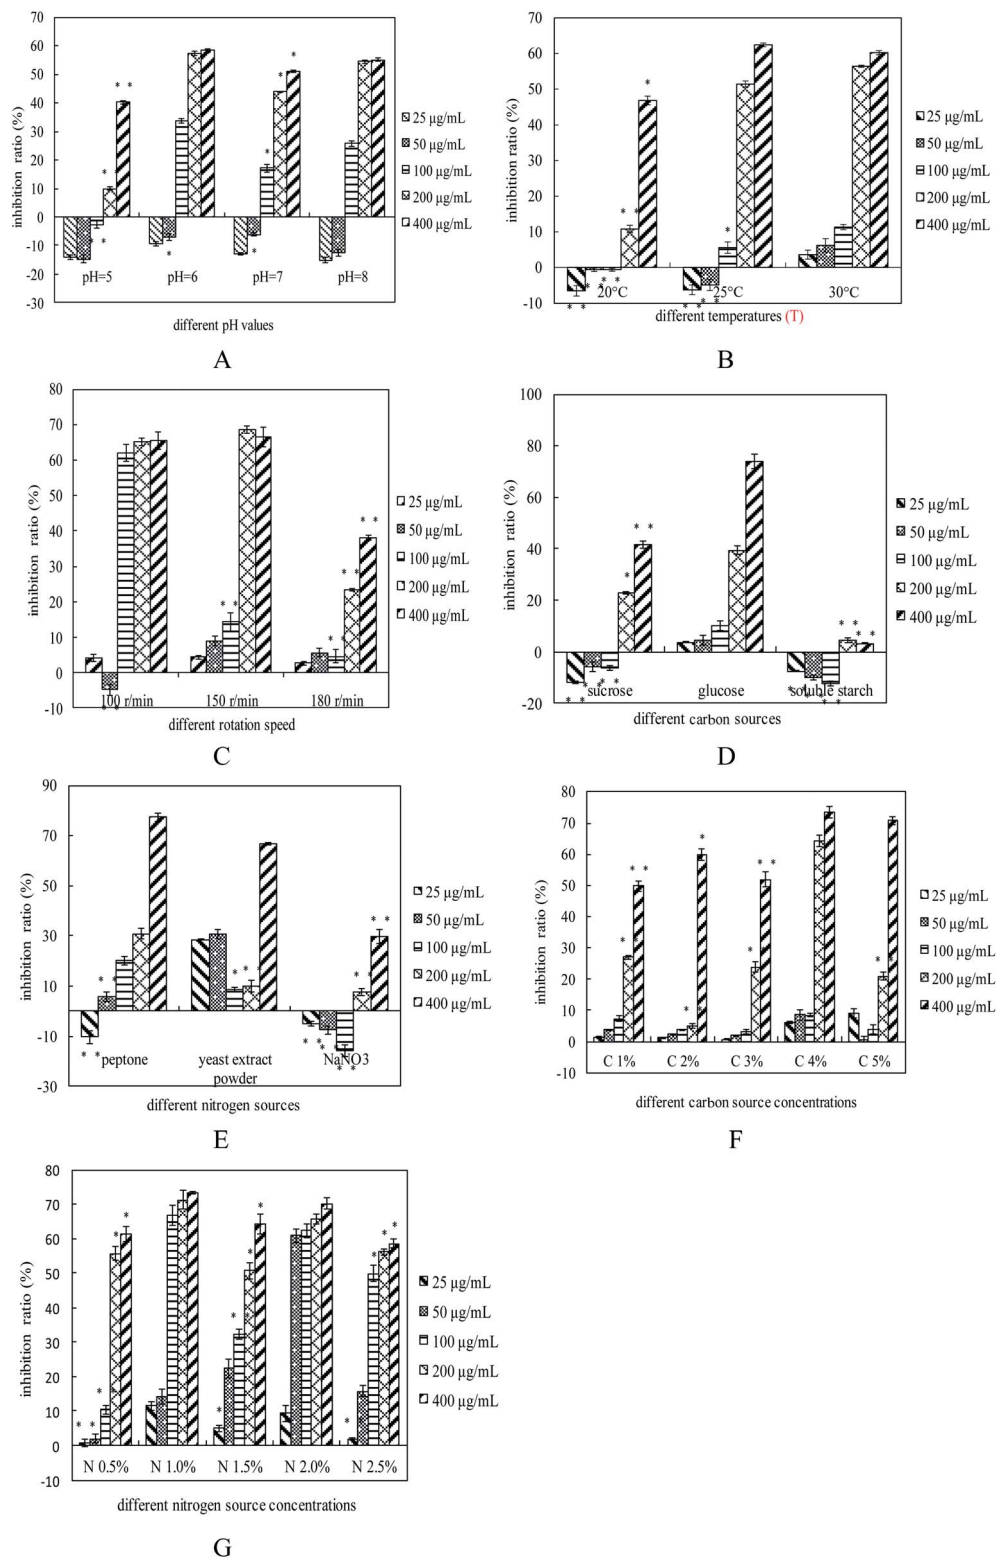 70
60
50
40
30
20
10
0
-10
-20
-30
inhibition ratio (%)
* *
* *
*
*
*
*
*
25 μg/mL
50 μg/mL
100 μg/mL
200 μg/mL
400 μg/mL
pH=5 pH=6 pH=7 pH=8
different pH values
A
70
60
50
40
30
20
10
0
-10
inhibition ratio (%)
*
* *
*
* *
* *
* *
* *
* *
25 μg/mL
50 μg/mL
100 μg/mL
200 μg/mL
400 μg/mL
20°C 25°C 30°C
different temperatures (T)
B
80
70
60
50
40
30
20
10
0
-10
inhibition ratio (%)
* *
* *
* *
* *
* *
25 μg/mL
50 μg/mL
100 μg/mL
200 μg/mL
400 μg/mL
100 r/min 150 r/min 180 r/min
different rotation speed
C
100
80
60
40
20
0
-20
inhibition ratio (%)
* *
*
* *
* *
25 μg/mL
50 μg/mL
100 μg/mL
200 μg/mL
400 μg/mL
sucrose glucose soluble starch
different carbon sources
D
90
70
50
30
10
-10
-30
inhibition ratio (%)
* *
* *
* *
* *
* *
* *
25 μg/mL
50 μg/mL
100 μg/mL
200 μg/mL
400 μg/mL
peptone yeast extract NaNO3
powder
different nitrogen sources
E
80
70
60
50
40
30
20
10
0
-10
inhibition ratio (%)
* *
* *
*
* *
* *
* *
* *
25 μg/mL
50 μg/mL
100 μg/mL
200 μg/mL
400 μg/mL
C 1% C 2% C 3% C 4% C 5%
different carbon source concentrations
F
80
70
60
50
40
30
20
10
0
-10
inhibition ratio (%)
*
*
*
*
*
*
*
*
*
*
*
*
*
*
25 μg/mL
50 μg/mL
100 μg/mL
200 μg/mL
400 μg/mL
N 0.5% N 1.0% N 1.5% N 2.0% N 2.5%
different nitrogen source concentrations
G